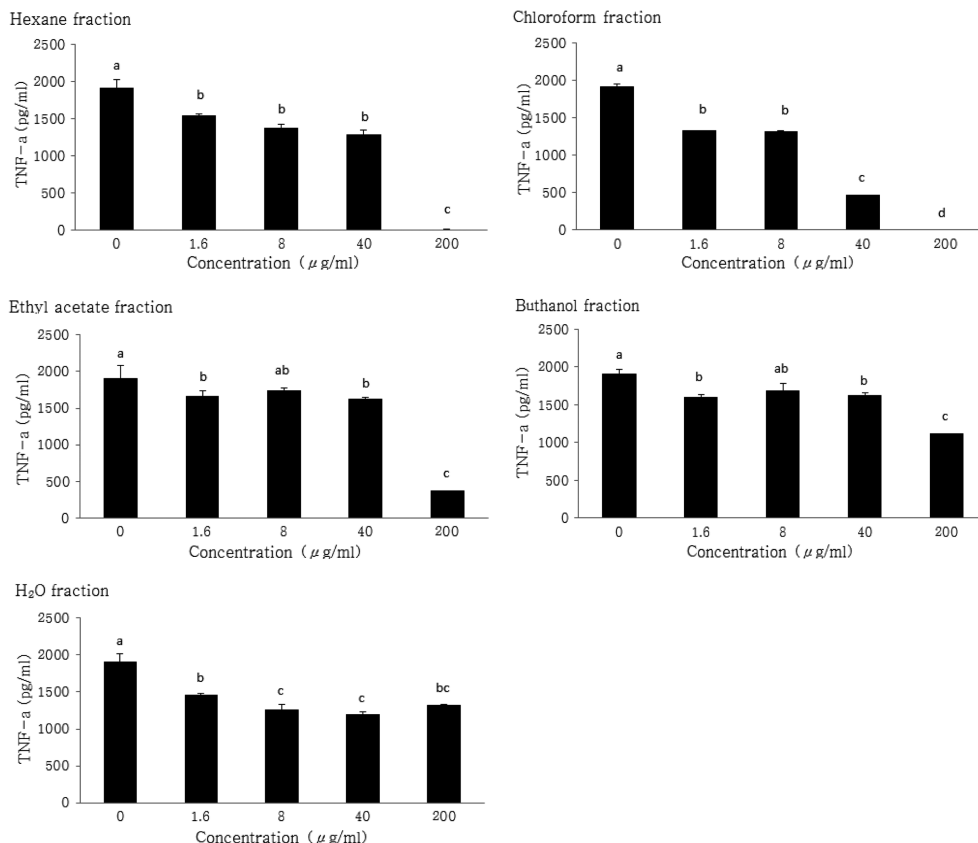 Hexane fraction
2500
2000
1500
1000
500
0
TNF-a (pg/ml)
a
b
b
b
c
0 1.6 8 40 200
Concentration ( μg/ml)
Chloroform fraction
2500
2000
1500
1000
500
0
TNF-a (pg/ml)
a
b
b
c
d
0 1.6 8 40 200
Concentration ( μg/ml)
Ethyl acetate fraction
2500
2000
1500
1000
500
0
TNF-a (pg/ml)
a
b
ab
b
c
0 1.6 8 40 200
Concentration ( μg/ml)
Buthanol fraction
2500
2000
1500
1000
500
0
TNF-a (pg/ml)
a
b
ab
b
c
0 1.6 8 40 200
Concentration ( μg/ml)
H₂O fraction
2500
2000
1500
1000
500
0
TNF-a (pg/ml)
a
b
c
c
bc
0 1.6 8 40 200
Concentration ( μg/ml)